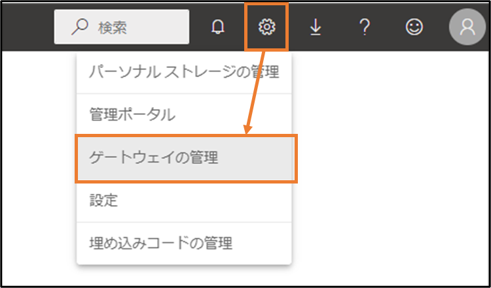 検索
パーソナル ストレージの管理
管理ポータル
ゲートウェイの管理
設定
埋め込みコードの管理